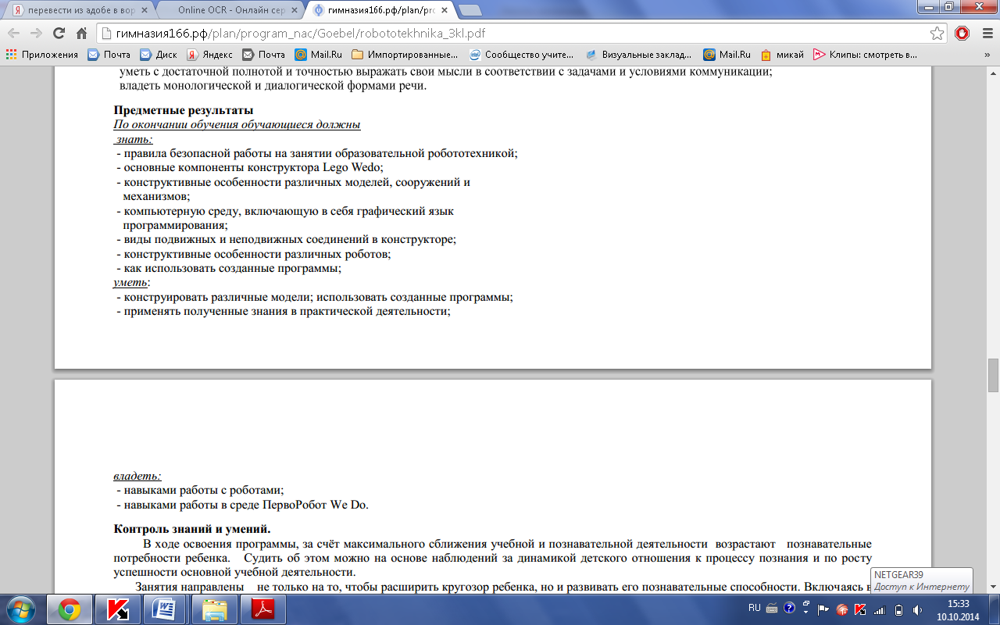 перевести из адобе в вор
Online OCR - Онлайн сер
гимназия166.рф/plan/pro
гимназия166.рф/plan/program_nac/Goebel/robototekhnika_3kl.pdf
Приложения Почта Диск Яндекс Почта Mail.Ru Импортированные... Сообщество учите... Визуальные заклад... Mail.Ru микай Клипы: смотреть в... »
уметь с достаточной полнотой и точностью выражать свои мысли в соответствии с задачами и условиями коммуникации;
владеть монологической и диалогической формами речи.
Предметные результаты
По окончании обучения обучающиеся должны
знать:
- правила безопасной работы на занятии образовательной робототехникой;
- основные компоненты конструктора Lego Wedo;
- конструктивные особенности различных моделей, сооружений и
механизмов;
- компьютерную среду, включающую в себя графический язык
программирования;
- виды подвижных и неподвижных соединений в конструкторе;
- конструктивные особенности различных роботов;
- как использовать созданные программы;
уметь:
- конструировать различные модели; использовать созданные программы;
- применять полученные знания в практической деятельности;
владеть:
- навыками работы с роботами;
- навыками работы в среде ПервоРобот We Do.
Контроль знаний и умений.
В ходе освоения программы, за счёт максимального сближения учебной и познавательной деятельности возрастают познавательные
потребности ребенка. Судить об этом можно на основе наблюдений за динамикой детского отношения к процессу познания и по росту
успешности основной учебной деятельности.
Занятия направлены не только на то, чтобы расширить кругозор ребенка, но и развивать его познавательные способности. Включаясь в
NETGEAR39
Доступ к Интернету
RU
15:33
10.10.2014